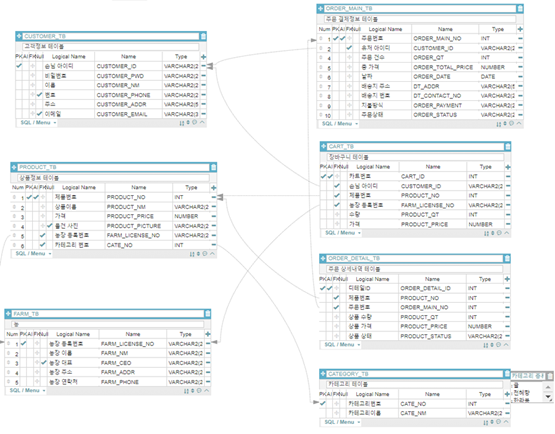 CUSTOMER_TB
고객정보 테이블
PK AI FK Null Logical Name Name Type
손님 아이디 CUSTOMER_ID VARCHAR2(2
비밀번호 CUSTOMER_PWD VARCHAR2(2
이름 CUSTOMER_NM VARCHAR2(2
번호 CUSTOMER_PHONE VARCHAR2(2
주소 CUSTOMER_ADDR VARCHAR2(5
이메일 CUSTOMER_EMAIL VARCHAR2(3
SQL / Menu
PRODUCT_TB
상품정보 테이블
Num PK AI FK Null Logical Name Name Type
1 제품번호 PRODUCT_NO INT
2 상품이름 PRODUCT_NM VARCHAR2(2
3 가격 PRODUCT_PRICE NUMBER
4 물건 사진 PRODUCT_PICTURE VARCHAR2(2
5 농장 등록번호 FARM_LICENSE_NO VARCHAR2(2
6 카테고리 번호 CATE_NO INT
SQL / Menu
FARM_TB
농
Num PK AI FK Null Logical Name Name Type
1 농장 등록번호 FARM_LICENSE_NO VARCHAR2(2
2 농장 이름 FARM_NM VARCHAR2(2
3 농장 대표 FARM_CEO VARCHAR2(2
4 농장 주소 FARM_ADDR VARCHAR2(2
5 농장 연락처 FARM_PHONE VARCHAR2(2
SQL / Menu
ORDER_MAIN_TB
주문 결제정보 테이블
Num PK AI FK Null Logical Name Name Type
1 주문번호 ORDER_MAIN_NO INT
2 유저 아이디 CUSTOMER_ID VARCHAR2(2
4 주문 건수 ORDER_QT INT
5 총 가격 ORDER_TOTAL_PRICE NUMBER
6 날짜 ORDER_DATE DATE
7 배송지 주소 DT_ADDR VARCHAR2(5
8 배송지 번호 DT_CONTACT_NO VARCHAR2(2
9 지불방식 ORDER_PAYMENT VARCHAR2(2
10 주문상태 ORDER_STATUS VARCHAR2(2
SQL / Menu
CART_TB
장바구니 테이블
PK AI FK Null Logical Name Name Type
카트번호 CART_ID INT
손님 아이디 CUSTOMER_ID VARCHAR2(2
제품번호 PRODUCT_NO INT
농장 등록번호 FARM_LICENSE_NO VARCHAR2(2
수량 PRODUCT_QT INT
가격 PRODUCT_PRICE NUMBER
SQL / Menu
ORDER_DETAIL_TB
주문 상세내역 테이블
PK AI FK Null Logical Name Name Type
디테일ID ORDER_DETAIL_ID INT
제품번호 PRODUCT_NO INT
주문번호 ORDER_MAIN_NO INT
상품 수량 PRODUCT_QT INT
상품 가격 PRODUCT_PRICE NUMBER
상품 상태 PRODUCT_STATUS VARCHAR2(2
SQL / Menu
CATEGORY_TB
카테고리 테이블
PK AI FK Null Logical Name Name Type
카테고리번호 CATE_NO INT
카테고리이름 CATE_NM VARCHAR2(2
SQL / Menu
카테고리 종
귤
천혜향
한라봉